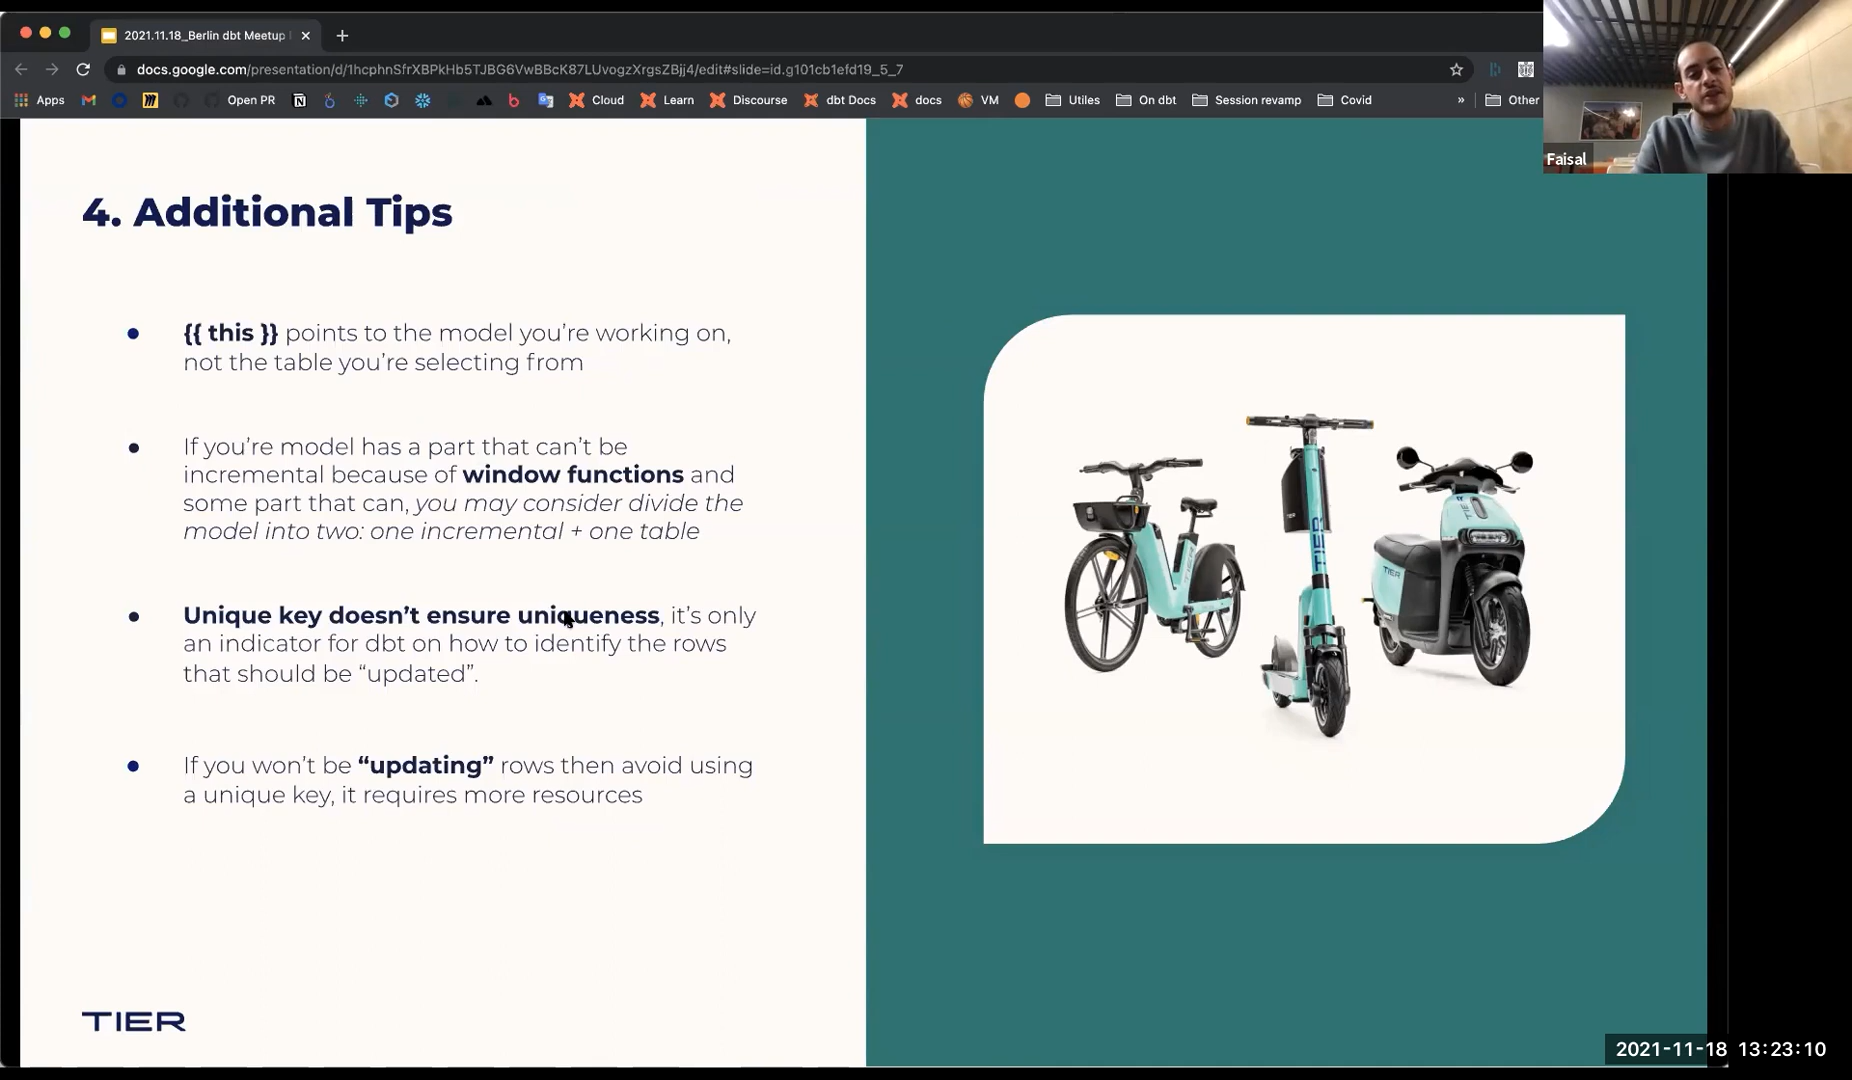 2021.11.18_Berlin dbt Meetup
docs.google.com/presentation/d/1hcphnSfrXBPkHb5TJBG6VwBBcK87LUvogzXrgsZBjj4/edit#slide=id.g101cb1efd19_5_7
Apps Open PR Cloud Learn Discourse dbt Docs docs VM Utiles On dbt Session revamp Covid » Other
Faisal
4. Additional Tips
{{ this }} points to the model you’re working on,
not the table you’re selecting from
If you’re model has a part that can’t be
incremental because of window functions and
some part that can, you may consider divide the
model into two: one incremental + one table
Unique key doesn’t ensure uniqueness, it’s only
an indicator for dbt on how to identify the rows
that should be “updated”.
If you won’t be “updating” rows then avoid using
a unique key, it requires more resources
TIER
TIER
TIER
2021-11-18 13:23:10